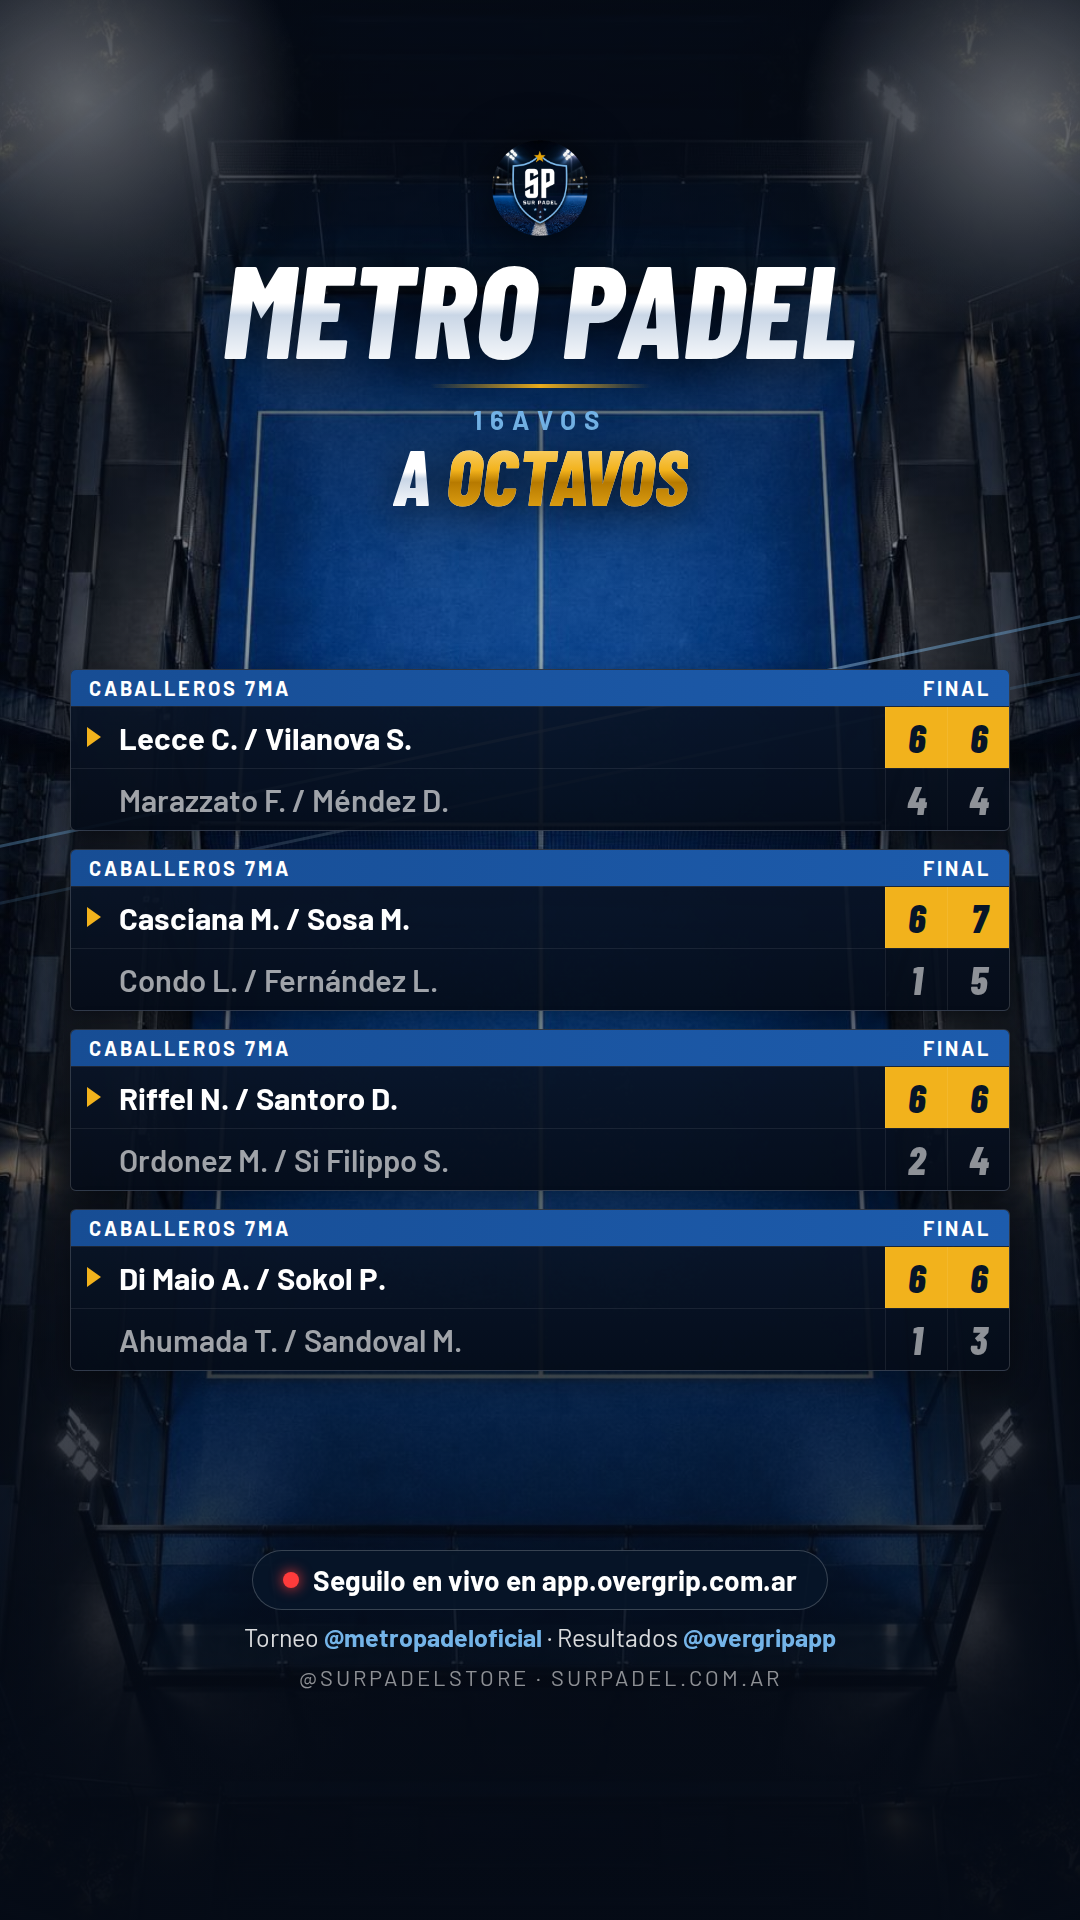 SP
SUR PADEL
METRO PADEL
16AVOS
A OCTAVOS
CABALLEROS 7MA FINAL
Lecce C. / Vilanova S. 6 6
Marazzato F. / Méndez D. 4 4
CABALLEROS 7MA FINAL
Casciana M. / Sosa M. 6 7
Condo L. / Fernández L. 1 5
CABALLEROS 7MA FINAL
Riffel N. / Santoro D. 6 6
Ordonez M. / Si Filippo S. 2 4
CABALLEROS 7MA FINAL
Di Maio A. / Sokol P. 6 6
Ahumada T. / Sandoval M. 1 3
Seguilo en vivo en app.overgrip.com.ar
Torneo @metropadeloficial · Resultados @overgripapp
@SURPADELSTORE · SURPADEL.COM.AR